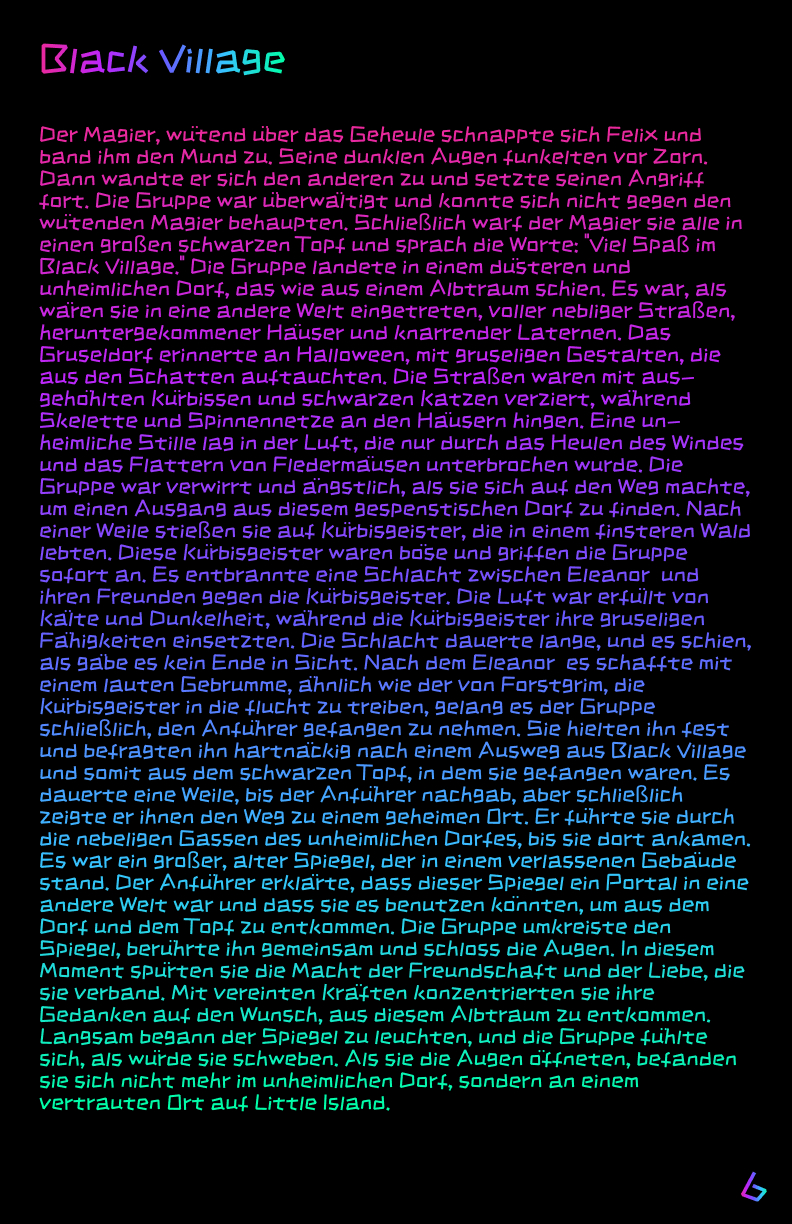 Black Village
Der Magier, wütend über das Geheule schnappte sich Felix und
band ihm den Mund zu. Seine dunklen Augen funkelten vor Zorn.
Dann wandte er sich den anderen zu und setzte seinen Angriff
fort. Die Gruppe war überwältigt und konnte sich nicht gegen den
wütenden Magier behaupten. Schließlich warf der Magier sie alle in
einen großen schwarzen Topf und sprach die Worte: "Viel Spaß im
Black Village." Die Gruppe landete in einem düsteren und
unheimlichen Dorf, das wie aus einem Albtraum schien. Es war, als
wären sie in eine andere Welt eingetreten, voller nebliger Straßen,
heruntergekommener Häuser und knarrender Laternen. Das
Gruseldorf erinnerte an Halloween, mit gruseligen Gestalten, die
aus den Schatten auftauchten. Die Straßen waren mit aus-
gehöhlten Kürbissen und schwarzen Katzen verziert, während
Skelette und Spinnennetze an den Häusern hingen. Eine un-
heimliche Stille lag in der Luft, die nur durch das Heulen des Windes
und das Flattern von Fledermäusen unterbrochen wurde. Die
Gruppe war verwirrt und ängstlich, als sie sich auf den Weg machte,
um einen Ausgang aus diesem gespenstischen Dorf zu finden. Nach
einer Weile stießen sie auf Kürbisgeister, die in einem finsteren Wald
lebten. Diese Kürbisgeister waren böse und griffen die Gruppe
sofort an. Es entbrannte eine Schlacht zwischen Eleanor  und
ihren Freunden gegen die Kürbisgeister. Die Luft war erfüllt von
Kälte und Dunkelheit, während die Kürbisgeister ihre gruseligen
Fähigkeiten einsetzten. Die Schlacht dauerte lange, und es schien,
als gäbe es kein Ende in Sicht. Nach dem Eleanor  es schaffte mit
einem lauten Gebrumme, ähnlich wie der von Forstgrim, die
Kürbisgeister in die flucht zu treiben, gelang es der Gruppe
schließlich, den Anführer gefangen zu nehmen. Sie hielten ihn fest
und befragten ihn hartnäckig nach einem Ausweg aus Black Village
und somit aus dem schwarzen Topf, in dem sie gefangen waren. Es
dauerte eine Weile, bis der Anführer nachgab, aber schließlich
zeigte er ihnen den Weg zu einem geheimen Ort. Er führte sie durch
die nebeligen Gassen des unheimlichen Dorfes, bis sie dort ankamen.
Es war ein großer, alter Spiegel, der in einem verlassenen Gebäude
stand. Der Anführer erklärte, dass dieser Spiegel ein Portal in eine
andere Welt war und dass sie es benutzen könnten, um aus dem
Dorf und dem Topf zu entkommen. Die Gruppe umkreiste den
Spiegel, berührte ihn gemeinsam und schloss die Augen. In diesem
Moment spürten sie die Macht der Freundschaft und der Liebe, die
sie verband. Mit vereinten Kräften konzentrierten sie ihre
Gedanken auf den Wunsch, aus diesem Albtraum zu entkommen.
Langsam begann der Spiegel zu leuchten, und die Gruppe fühlte
sich, als würde sie schweben. Als sie die Augen öffneten, befanden
sie sich nicht mehr im unheimlichen Dorf, sondern an einem
vertrauten Ort auf Little Island.
6